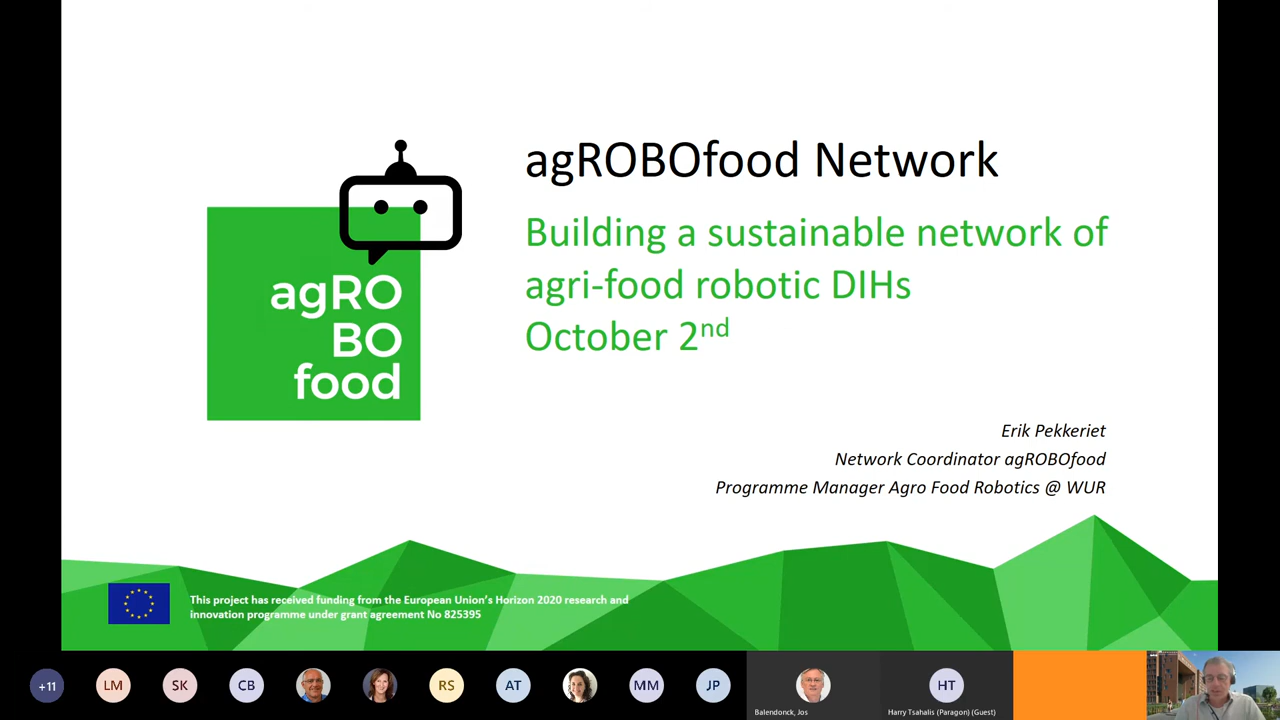 agROBOfood Network
Building a sustainable network of
agri-food robotic DIHs
October 2nd
agRO
BO
food
Erik Pekkeriet
Network Coordinator agROBOfood
Programme Manager Agro Food Robotics @ WUR
This project has received funding from the European Union's Horizon 2020 research and
innovation programme under grant agreement No 825395
+11
LM
SK
CB
RS
AT
MM
JP
Balendonck, Jos
HT
Harry Tsahalis (Paragon) (Guest)